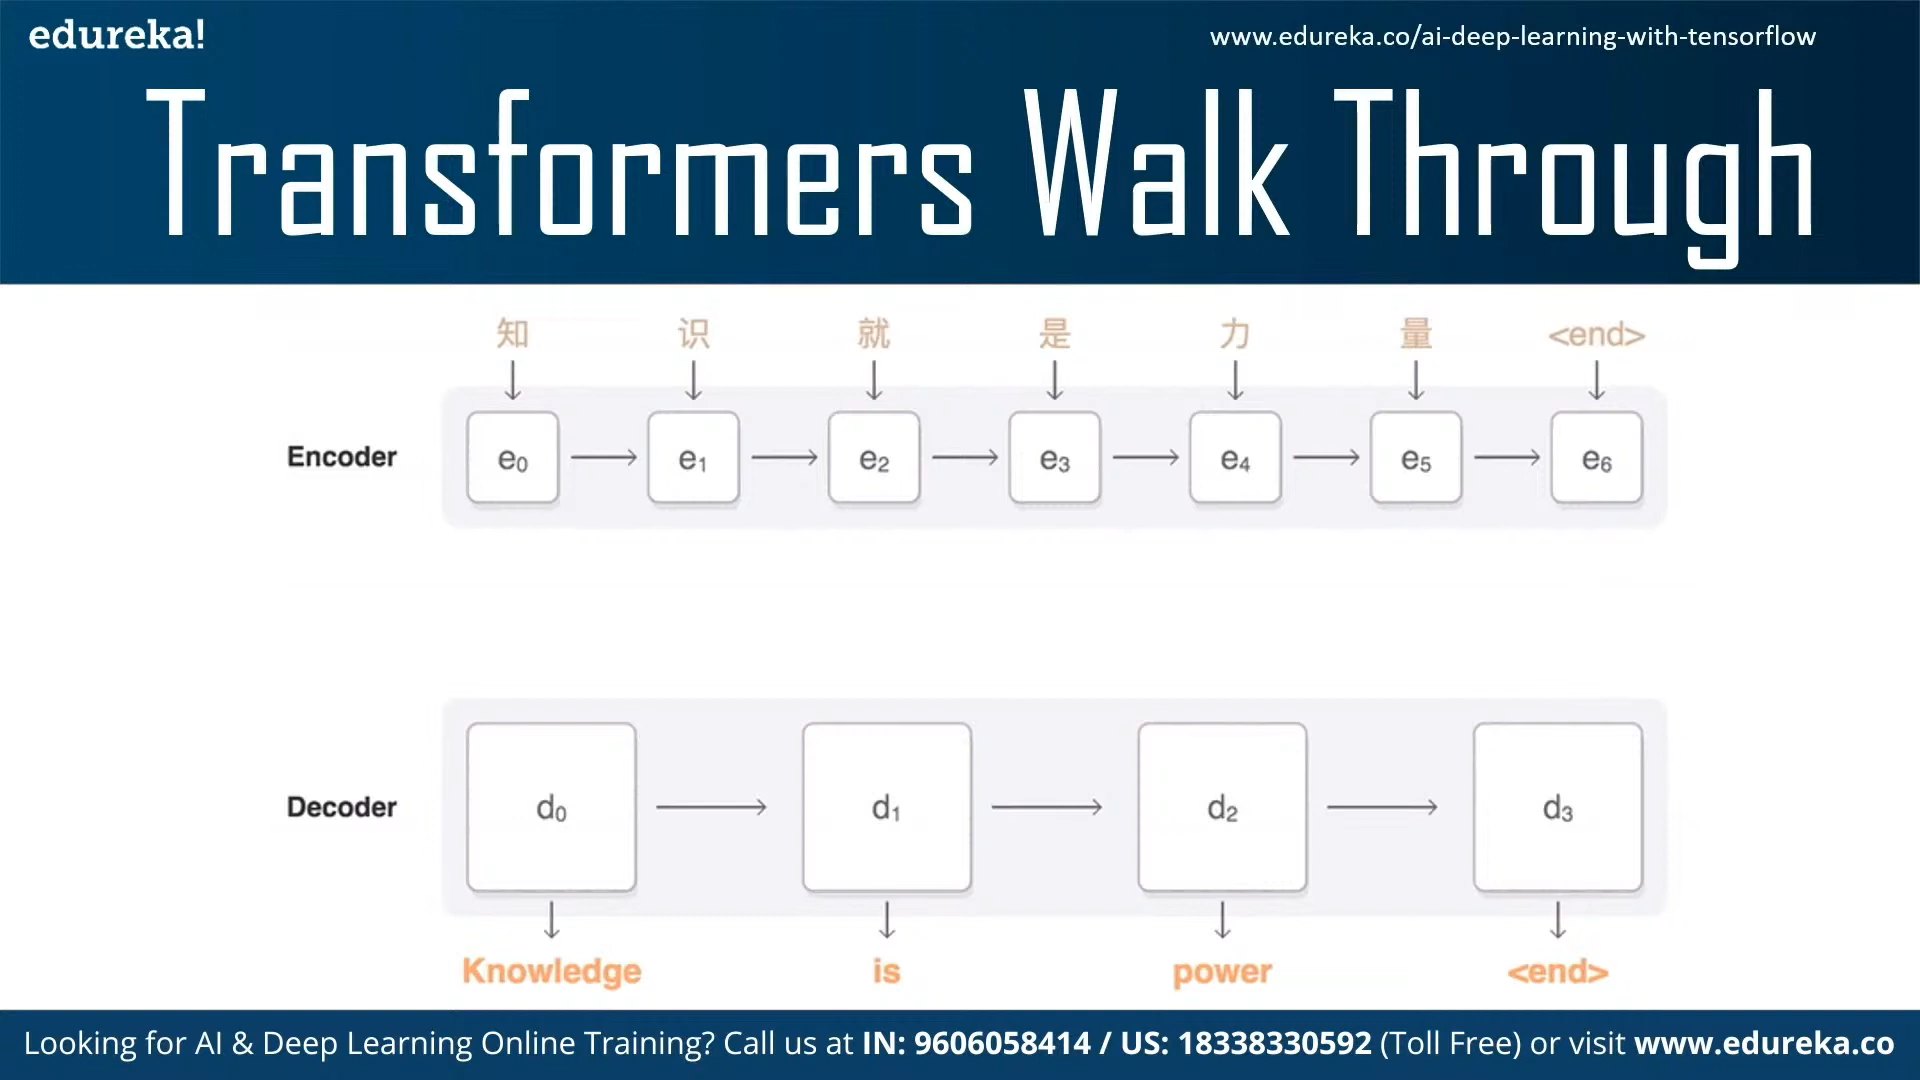 edureka!
www.edureka.co/ai-deep-learning-with-tensorflow
Transformers Walk Through
知 识 就 是 力 量 <end>
Encoder e0 e1 e2 e3 e4 e5 e6
Decoder d0 d1 d2 d3
Knowledge is power <end>
Looking for AI & Deep Learning Online Training? Call us at IN: 9606058414 / US: 18338330592 (Toll Free) or visit www.edureka.co